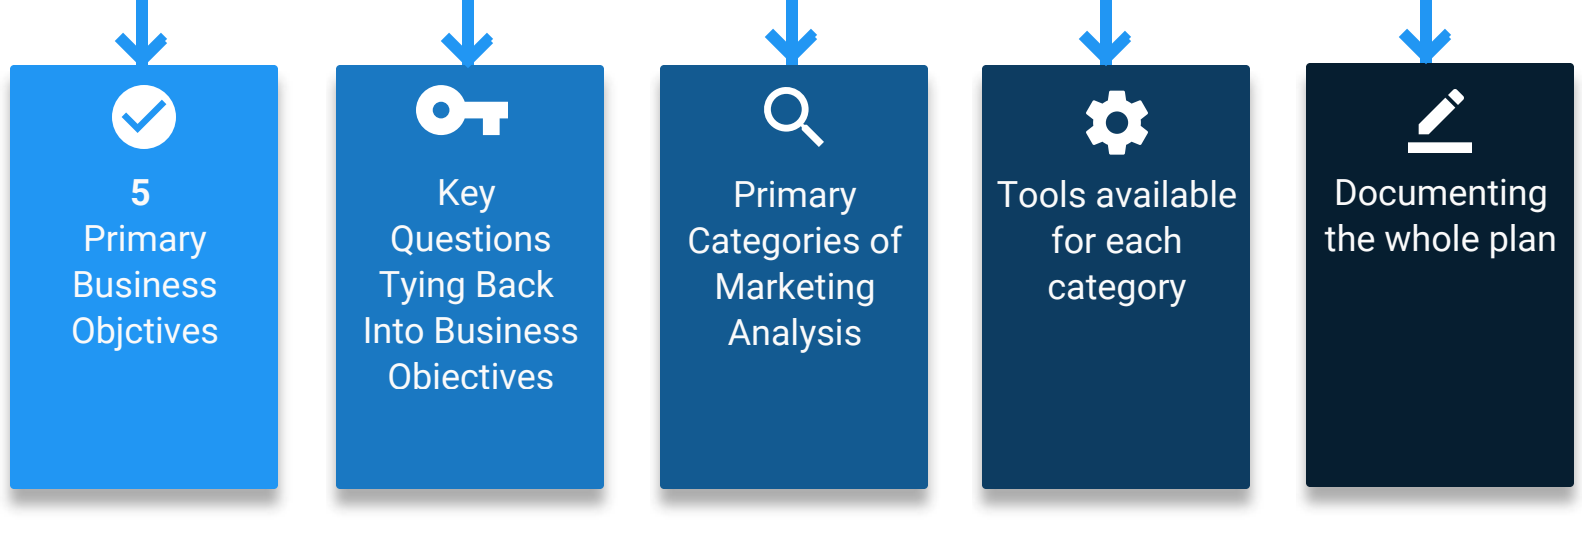 5
Primary
Business
Objctives
Key
Questions
Tying Back
Into Business
Objectives
Primary
Categories of
Marketing
Analysis
Tools available
for each
category
Documenting
the whole plan